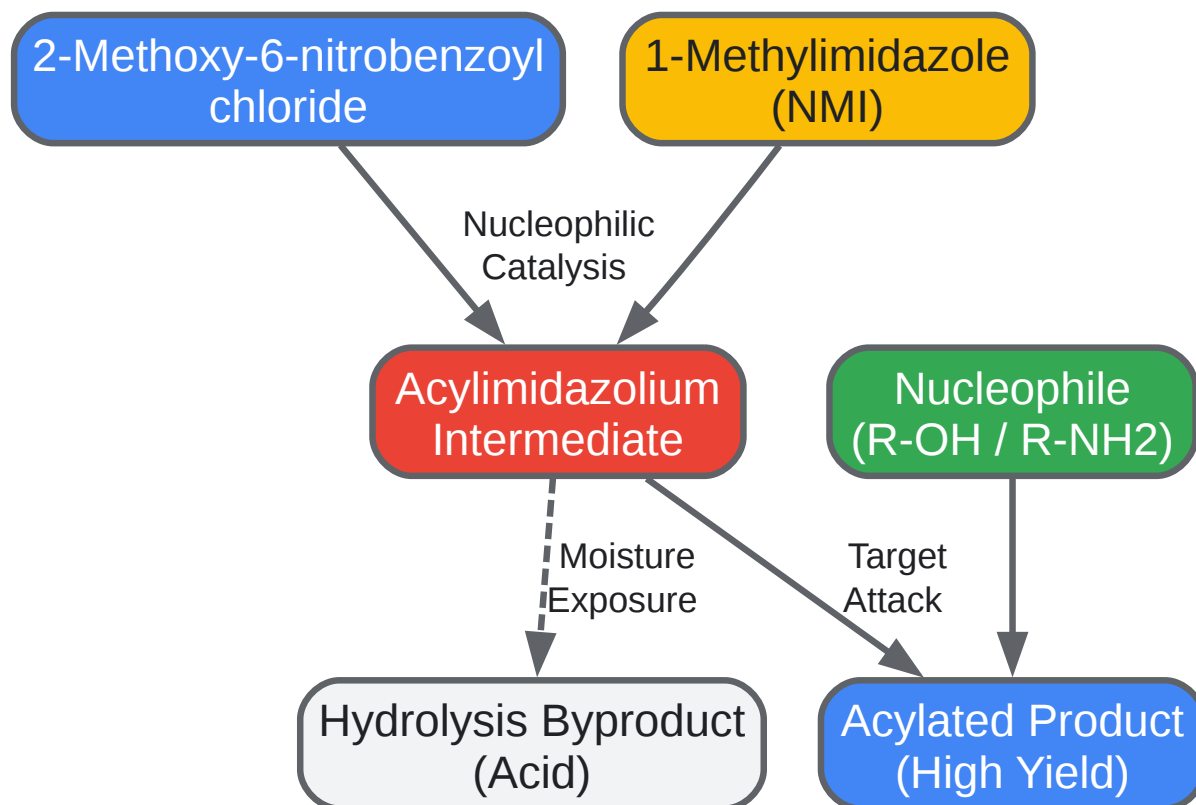 2-Methoxy-6-nitrobenzoyl
chloride
1-Methylimidazole
(NMI)
Nucleophilic
Catalysis
Acylimidazolium
Intermediate
Nucleophile
(R-OH / R-NH2)
Moisture
Exposure
Target
Attack
Hydrolysis Byproduct
(Acid)
Acylated Product
(High Yield)